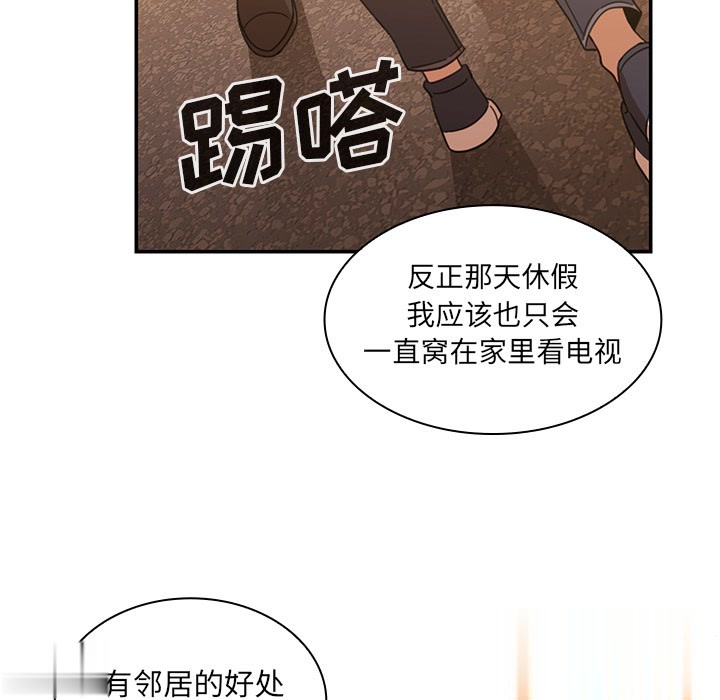 踢嗒
反正那天休假
我应该也只会
一直窝在家里看电视
有邻居的好处